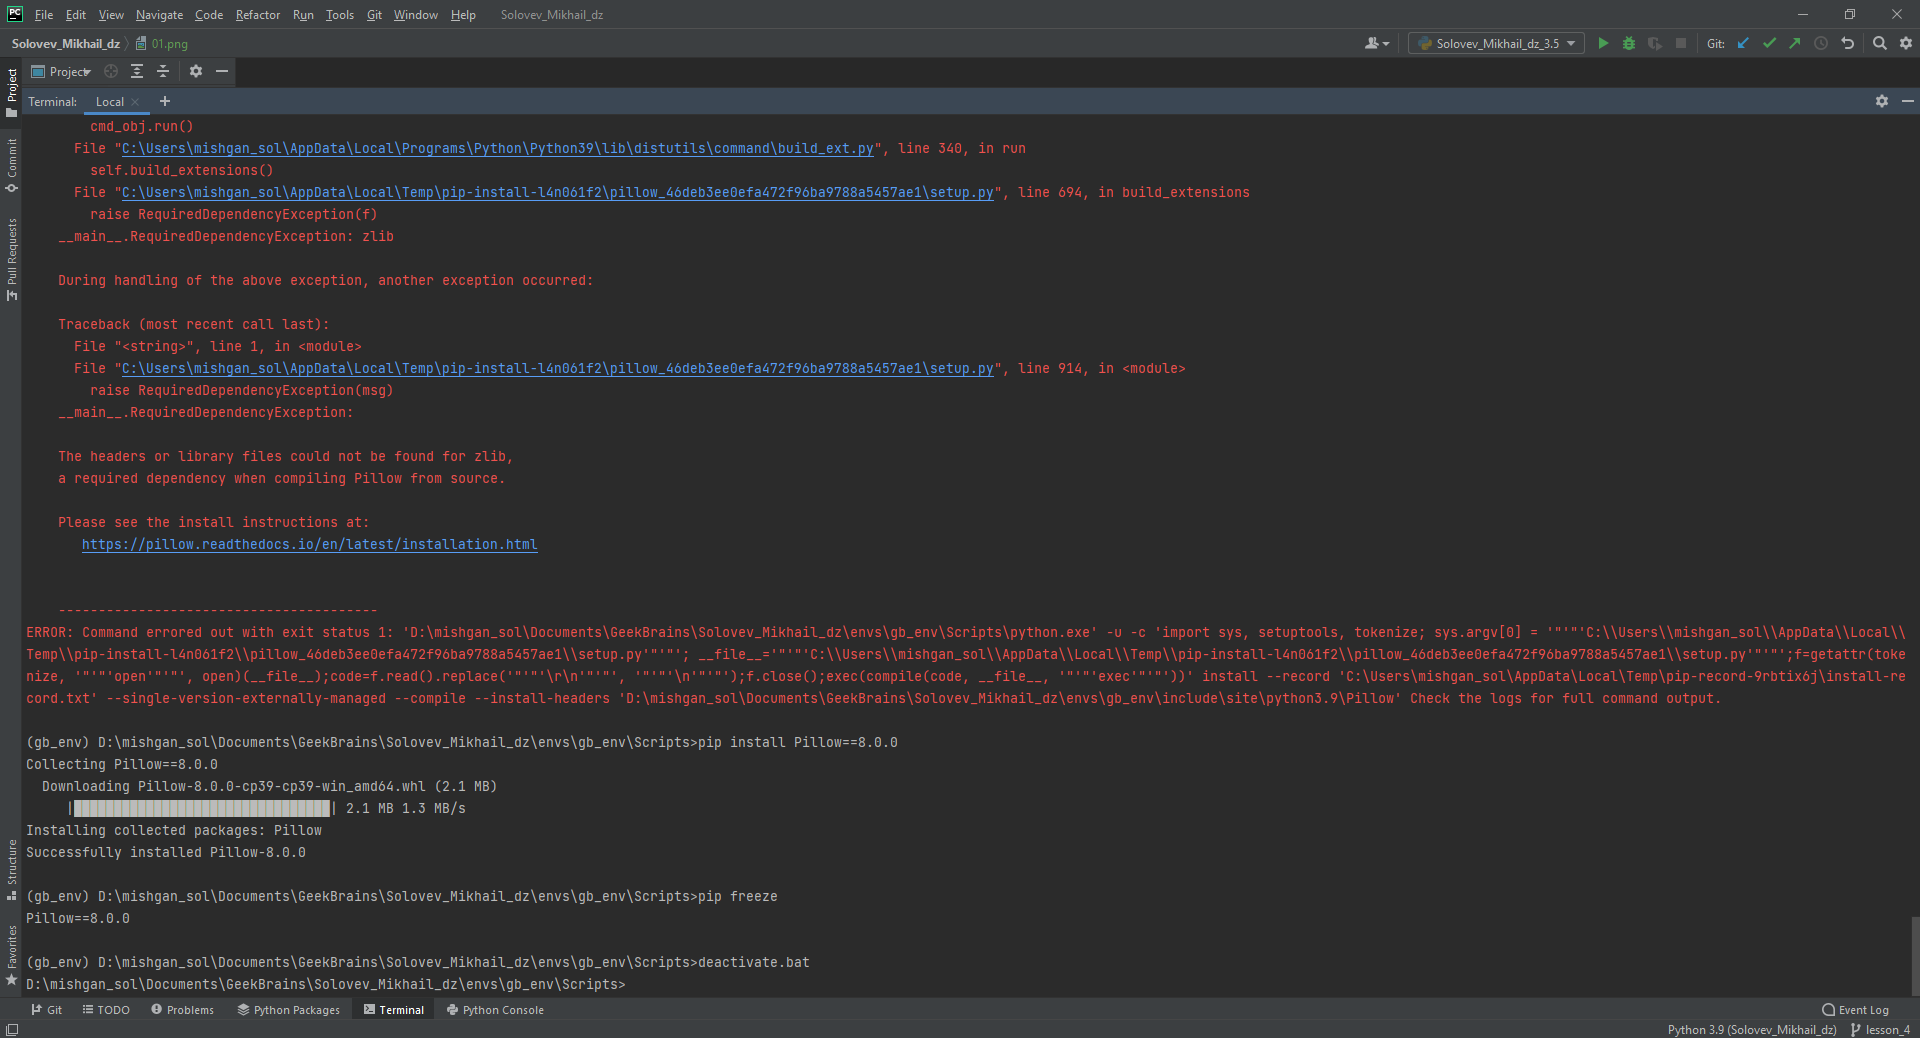 PC File Edit View Navigate Code Refactor Run Tools Git Window Help Solovev_Mikhail_dz
Solovev_Mikhail_dz 01.png Solovev_Mikhail_dz_3.5 Git:
Project
Terminal: Local
cmd_obj.run()
File "C:\Users\mishgan_sol\AppData\Local\Programs\Python\Python39\lib\distutils\command\build_ext.py", line 340, in run
self.build_extensions()
File "C:\Users\mishgan_sol\AppData\Local\Temp\pip-install-l4n061f2\pillow_46deb3ee0efa472f96ba9788a5457ae1\setup.py", line 694, in build_extensions
raise RequiredDependencyException(f)
__main__.RequiredDependencyException: zlib
During handling of the above exception, another exception occurred:
Traceback (most recent call last):
File "<string>", line 1, in <module>
File "C:\Users\mishgan_sol\AppData\Local\Temp\pip-install-l4n061f2\pillow_46deb3ee0efa472f96ba9788a5457ae1\setup.py", line 914, in <module>
raise RequiredDependencyException(msg)
__main__.RequiredDependencyException:
The headers or library files could not be found for zlib,
a required dependency when compiling Pillow from source.
Please see the install instructions at:
https://pillow.readthedocs.io/en/latest/installation.html
----------------------------------------
ERROR: Command errored out with exit status 1: 'D:\mishgan_sol\Documents\GeekBrains\Solovev_Mikhail_dz\envs\gb_env\Scripts\python.exe' -u -c 'import sys, setuptools, tokenize; sys.argv[0] = '"'"'C:\\Users\\mishgan_sol\\AppData\\Local\\
Temp\\pip-install-l4n061f2\\pillow_46deb3ee0efa472f96ba9788a5457ae1\\setup.py'"'"'; __file__='"'"'C:\\Users\\mishgan_sol\\AppData\\Local\\Temp\\pip-install-l4n061f2\\pillow_46deb3ee0efa472f96ba9788a5457ae1\\setup.py'"'"';f=getattr(toke
nize, '"'"'open'"'"', open)(__file__);code=f.read().replace('"'"'\r\n'"'"', '"'"'\n'"'"');f.close();exec(compile(code, __file__, '"'"'exec'"'"'))' install --record 'C:\Users\mishgan_sol\AppData\Local\Temp\pip-record-9rbtix6j\install-re
cord.txt' --single-version-externally-managed --compile --install-headers 'D:\mishgan_sol\Documents\GeekBrains\Solovev_Mikhail_dz\envs\gb_env\include\site\python3.9\Pillow' Check the logs for full command output.
(gb_env) D:\mishgan_sol\Documents\GeekBrains\Solovev_Mikhail_dz\envs\gb_env\Scripts>pip install Pillow==8.0.0
Collecting Pillow==8.0.0
Downloading Pillow-8.0.0-cp39-cp39-win_amd64.whl (2.1 MB)
|████████████████████████████████| 2.1 MB 1.3 MB/s
Installing collected packages: Pillow
Successfully installed Pillow-8.0.0
(gb_env) D:\mishgan_sol\Documents\GeekBrains\Solovev_Mikhail_dz\envs\gb_env\Scripts>pip freeze
Pillow==8.0.0
(gb_env) D:\mishgan_sol\Documents\GeekBrains\Solovev_Mikhail_dz\envs\gb_env\Scripts>deactivate.bat
D:\mishgan_sol\Documents\GeekBrains\Solovev_Mikhail_dz\envs\gb_env\Scripts>
Project
Commit
Pull Requests
Structure
Favorites
Git TODO Problems Python Packages Terminal Python Console Event Log
Python 3.9 (Solovev_Mikhail_dz) lesson_4